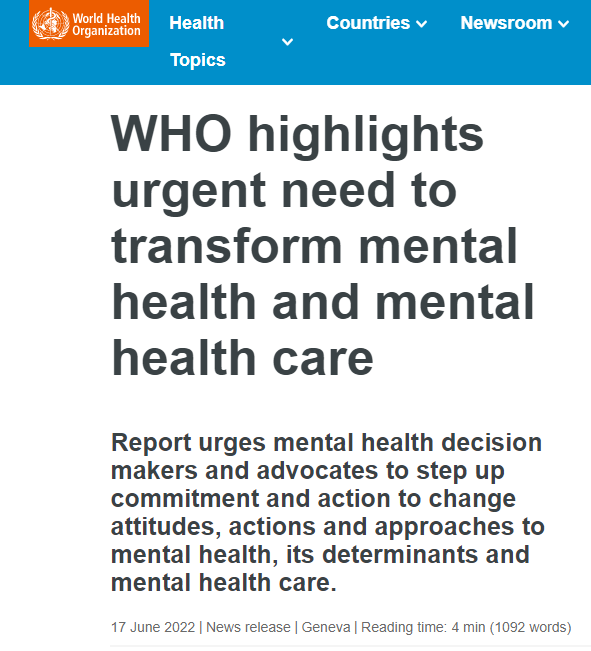 World Health
Organization
Health
Topics
Countries
Newsroom
WHO highlights
urgent need to
transform mental
health and mental
health care
Report urges mental health decision
makers and advocates to step up
commitment and action to change
attitudes, actions and approaches to
mental health, its determinants and
mental health care.
17 June 2022 | News release | Geneva | Reading time: 4 min (1092 words)